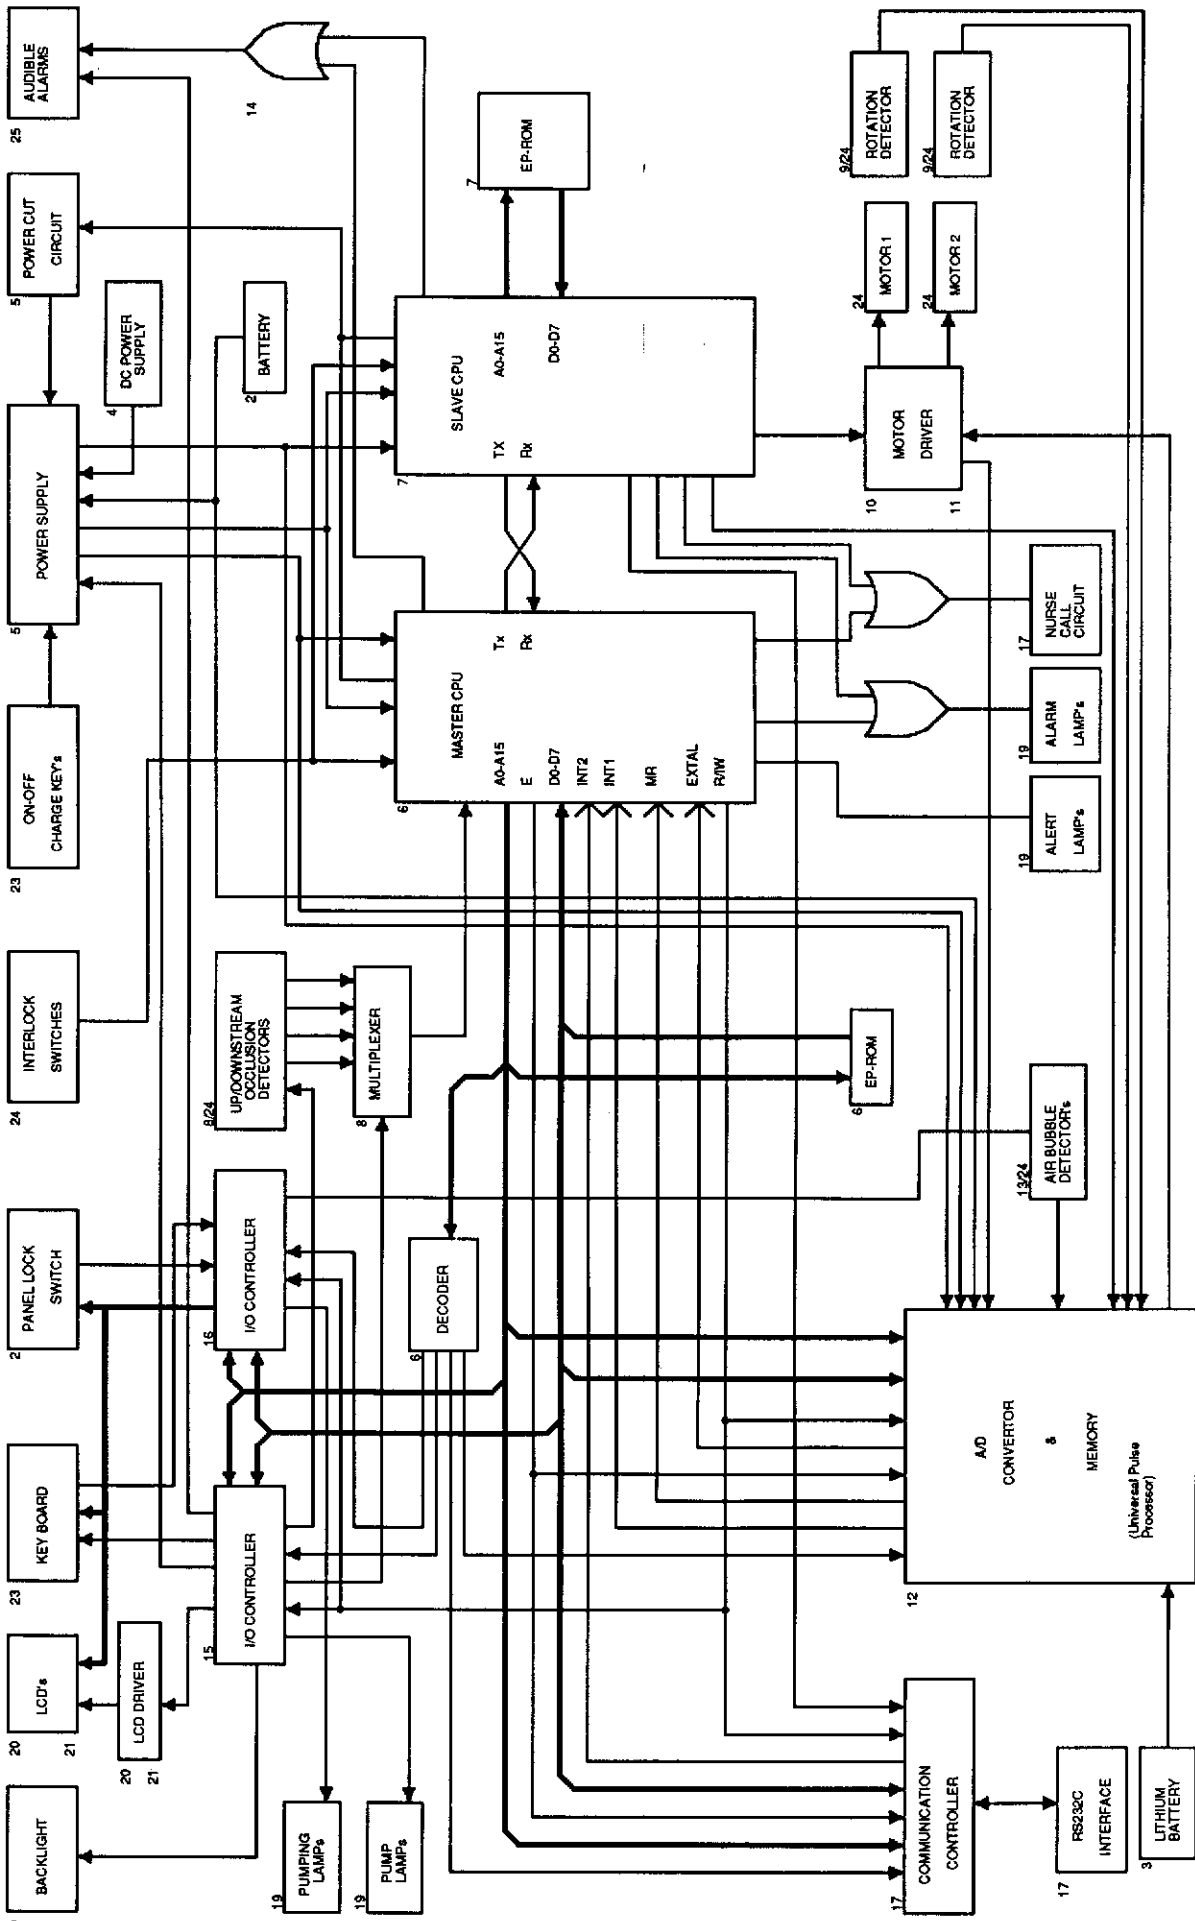 BACKLIGHT
20
LCD's
21
20
LCD DRIVER
21
23
KEY BOARD
2
PANEL LOCK
SWITCH
24
INTERLOCK
SWITCHES
23
ON-OFF
CHARGE KEY's
5
POWER SUPPLY
5
POWER CUT
CIRCUIT
25
AUDIBLE
ALARMS
4
DC POWER
SUPPLY
2
BATTERY
14
19
PUMPING
LAMPs
19
PUMP
LAMPs
15
I/O CONTROLLER
16
I/O CONTROLLER
8/24
UP/DOWNSTREAM
OCCLUSION
DETECTORS
8
MULTIPLEXER
6
DECODER
6
MASTER CPU
A0-A15
E
D0-D7
INT2
INT1
MR
EXTAL
R/IW
Tx
Rx
7
SLAVE CPU
TX
Rx
A0-A15
D0-D7
7
EP-ROM
6
EP-ROM
17
COMMUNICATION
CONTROLLER
17
RS232C
INTERFACE
3
LITHIUM
BATTERY
12
A/D
CONVERTOR
&
MEMORY
(Universal Pulse
Processor)
13/24
AIR BUBBLE
DETECTOR's
19
ALERT
LAMP's
19
ALARM
LAMP's
17
NURSE
CALL
CIRCUIT
10
MOTOR
DRIVER
11
24
MOTOR 1
24
MOTOR 2
9/24
ROTATION
DETECTOR
9/24
ROTATION
DETECTOR